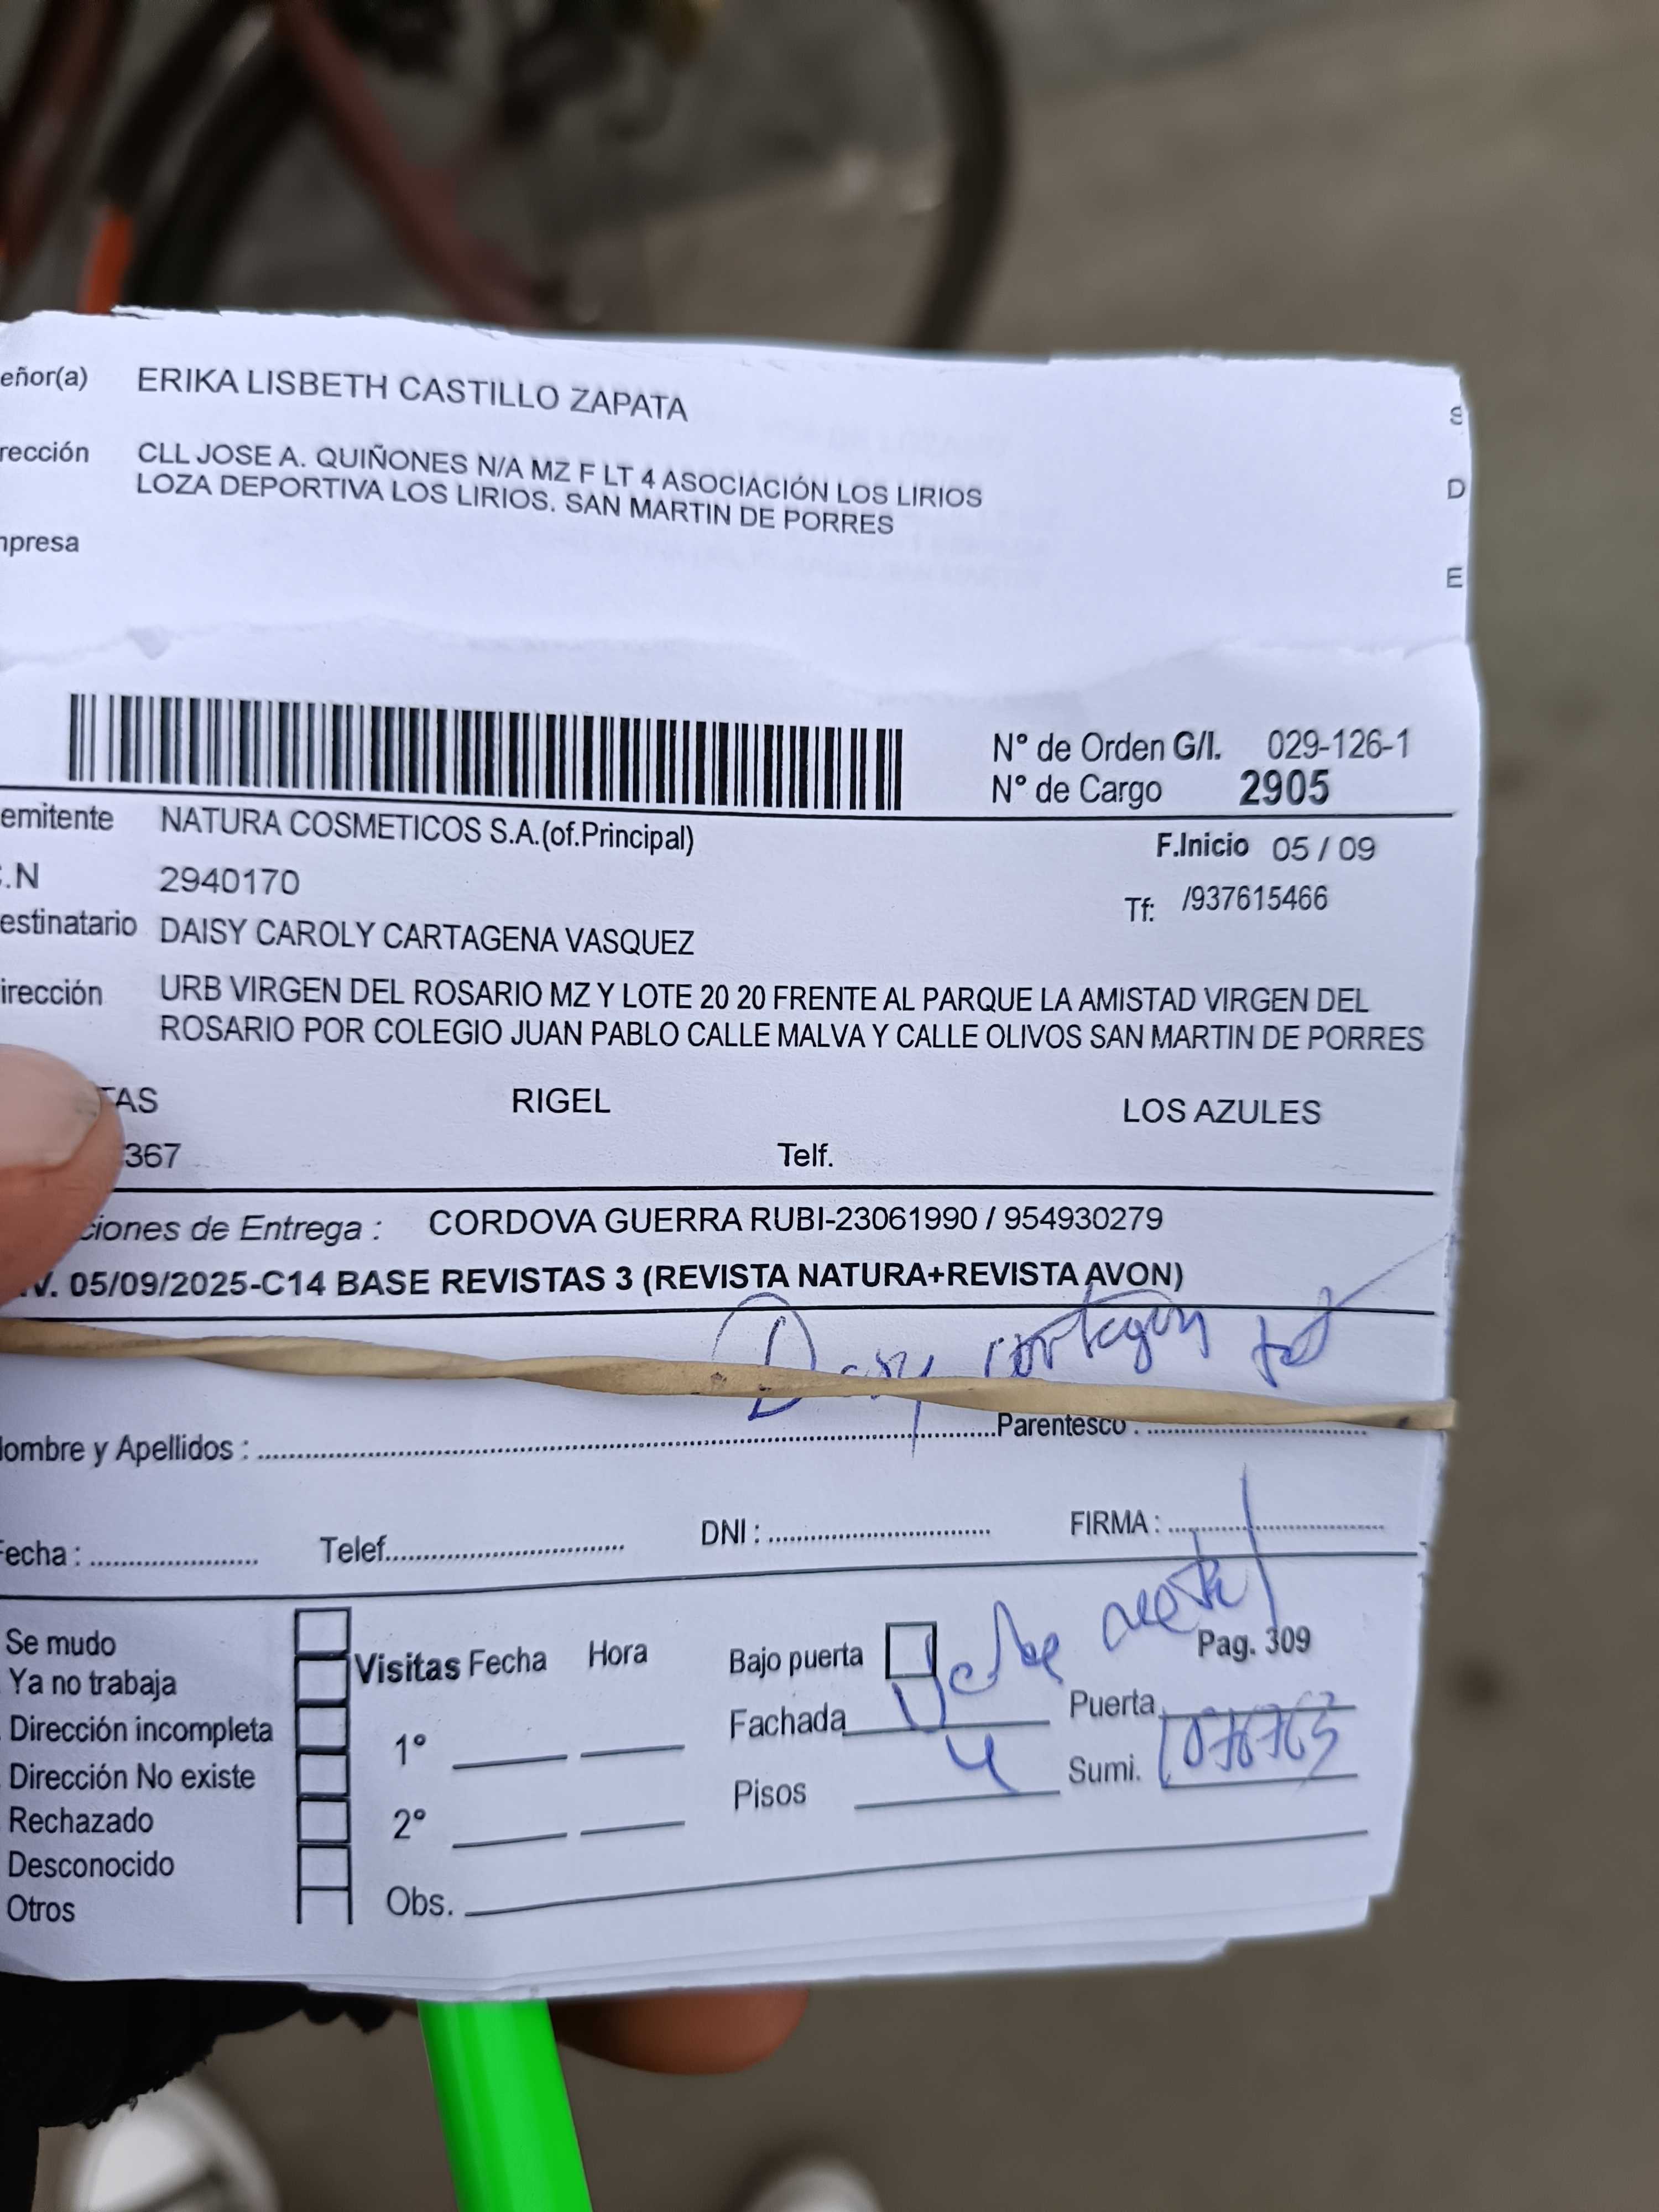 eñor(a) ERIKA LISBETH CASTILLO ZAPATA
rección CLL JOSE A. QUIÑONES N/A MZ F LT 4 ASOCIACIÓN LOS LIRIOS
LOZA DEPORTIVA LOS LIRIOS. SAN MARTIN DE PORRES
mpresa
S
D
E
N° de Orden G/I. 029-126-1
N° de Cargo 2905
emitente NATURA COSMETICOS S.A.(of.Principal)
F.Inicio 05 / 09
.N 2940170
Tf: /937615466
estinatario DAISY CAROLY CARTAGENA VASQUEZ
irección URB VIRGEN DEL ROSARIO MZ Y LOTE 20 20 FRENTE AL PARQUE LA AMISTAD VIRGEN DEL
ROSARIO POR COLEGIO JUAN PABLO CALLE MALVA Y CALLE OLIVOS SAN MARTIN DE PORRES
TAS RIGEL LOS AZULES
367 Telf.
ciones de Entrega : CORDOVA GUERRA RUBI-23061990 / 954930279
V. 05/09/2025-C14 BASE REVISTAS 3 (REVISTA NATURA+REVISTA AVON)
Nombre y Apellidos : Parentesco :
Fecha : Telef. DNI : FIRMA :
Se mudo
Ya no trabaja
Dirección incompleta
Dirección No existe
Rechazado
Desconocido
Otros
Visitas Fecha Hora
1°
2°
Obs.
Bajo puerta
Fachada
Pisos 4
Pag. 309
Puerta
Sumi.